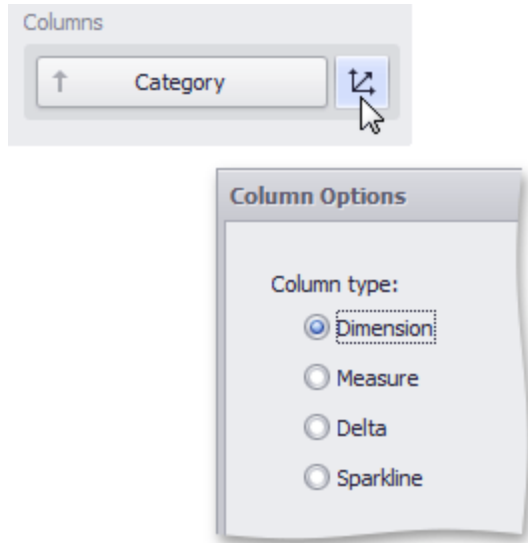 Columns
Category
Column Options
Column type:
Dimension
Measure
Delta
Sparkline